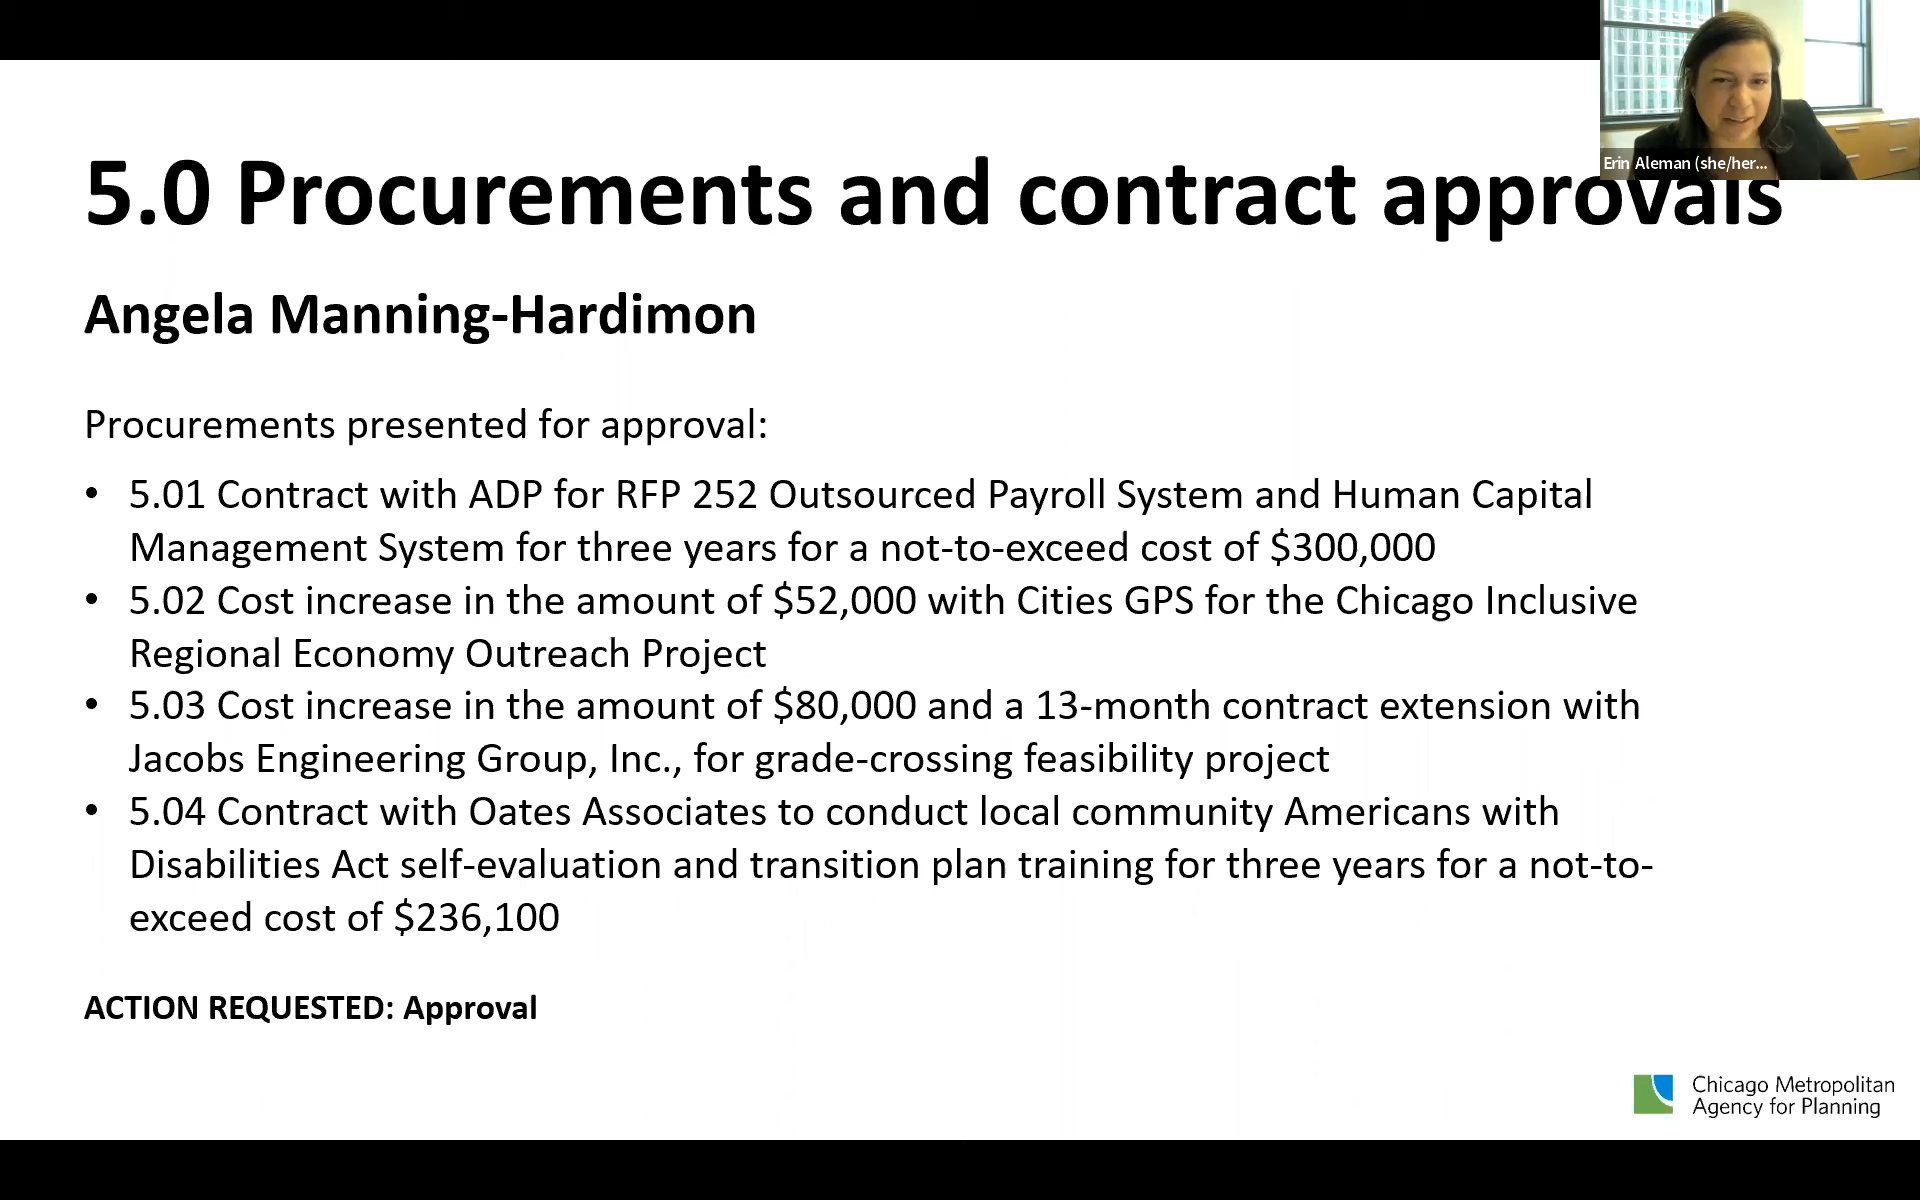 Erin Aleman (she/her...
5.0 Procurements and contract approvals
Angela Manning-Hardimon
Procurements presented for approval:
• 5.01 Contract with ADP for RFP 252 Outsourced Payroll System and Human Capital
Management System for three years for a not-to-exceed cost of $300,000
• 5.02 Cost increase in the amount of $52,000 with Cities GPS for the Chicago Inclusive
Regional Economy Outreach Project
• 5.03 Cost increase in the amount of $80,000 and a 13-month contract extension with
Jacobs Engineering Group, Inc., for grade-crossing feasibility project
• 5.04 Contract with Oates Associates to conduct local community Americans with
Disabilities Act self-evaluation and transition plan training for three years for a not-to-
exceed cost of $236,100
ACTION REQUESTED: Approval
Chicago Metropolitan
Agency for Planning